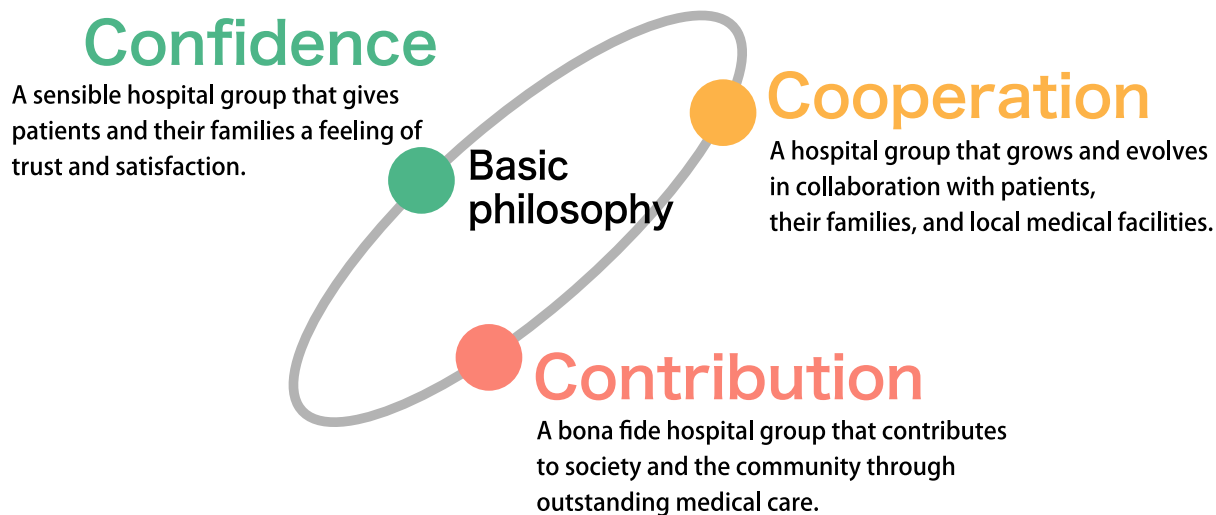 Confidence
A sensible hospital group that gives
patients and their families a feeling of
trust and satisfaction.
Basic
philosophy
Cooperation
A hospital group that grows and evolves
in collaboration with patients,
their families, and local medical facilities.
Contribution
A bona fide hospital group that contributes
to society and the community through
outstanding medical care.